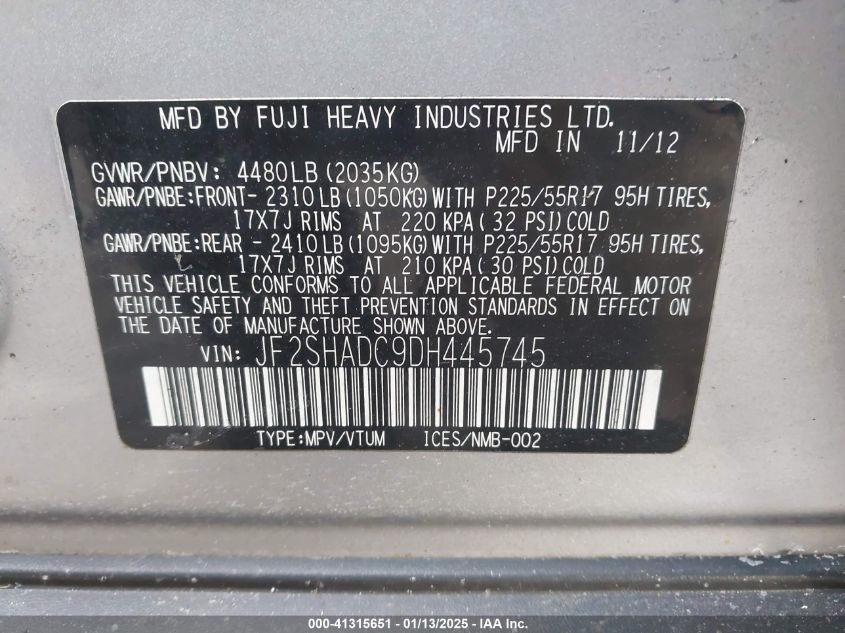 MFD BY FUJI HEAVY INDUSTRIES LTD.
MFD IN 11/12
GVWR/PNBV: 4480LB(2035KG)
GAWR/PNBE:FRONT- 2310LB(1050KG)WITH P225/55R17 95H TIRES,
17X7J RIMS AT 220 KPA( 32 PSI)COLD
GAWR/PNBE:REAR - 2410LB(1095KG)WITH P225/55R17 95H TIRES,
17X7J RIMS AT 210 KPA( 30 PSI)COLD
THIS VEHICLE CONFORMS TO ALL APPLICABLE FEDERAL MOTOR
VEHICLE SAFETY AND THEFT PREVENTION STANDARDS IN EFFECT ON
THE DATE OF MANUFACTURE SHOWN ABOVE.
VIN: JF2SHADC9DH445745
TYPE:MPV/VTUM ICES/NMB-002
000-41315651 - 01/13/2025 - IAA Inc.